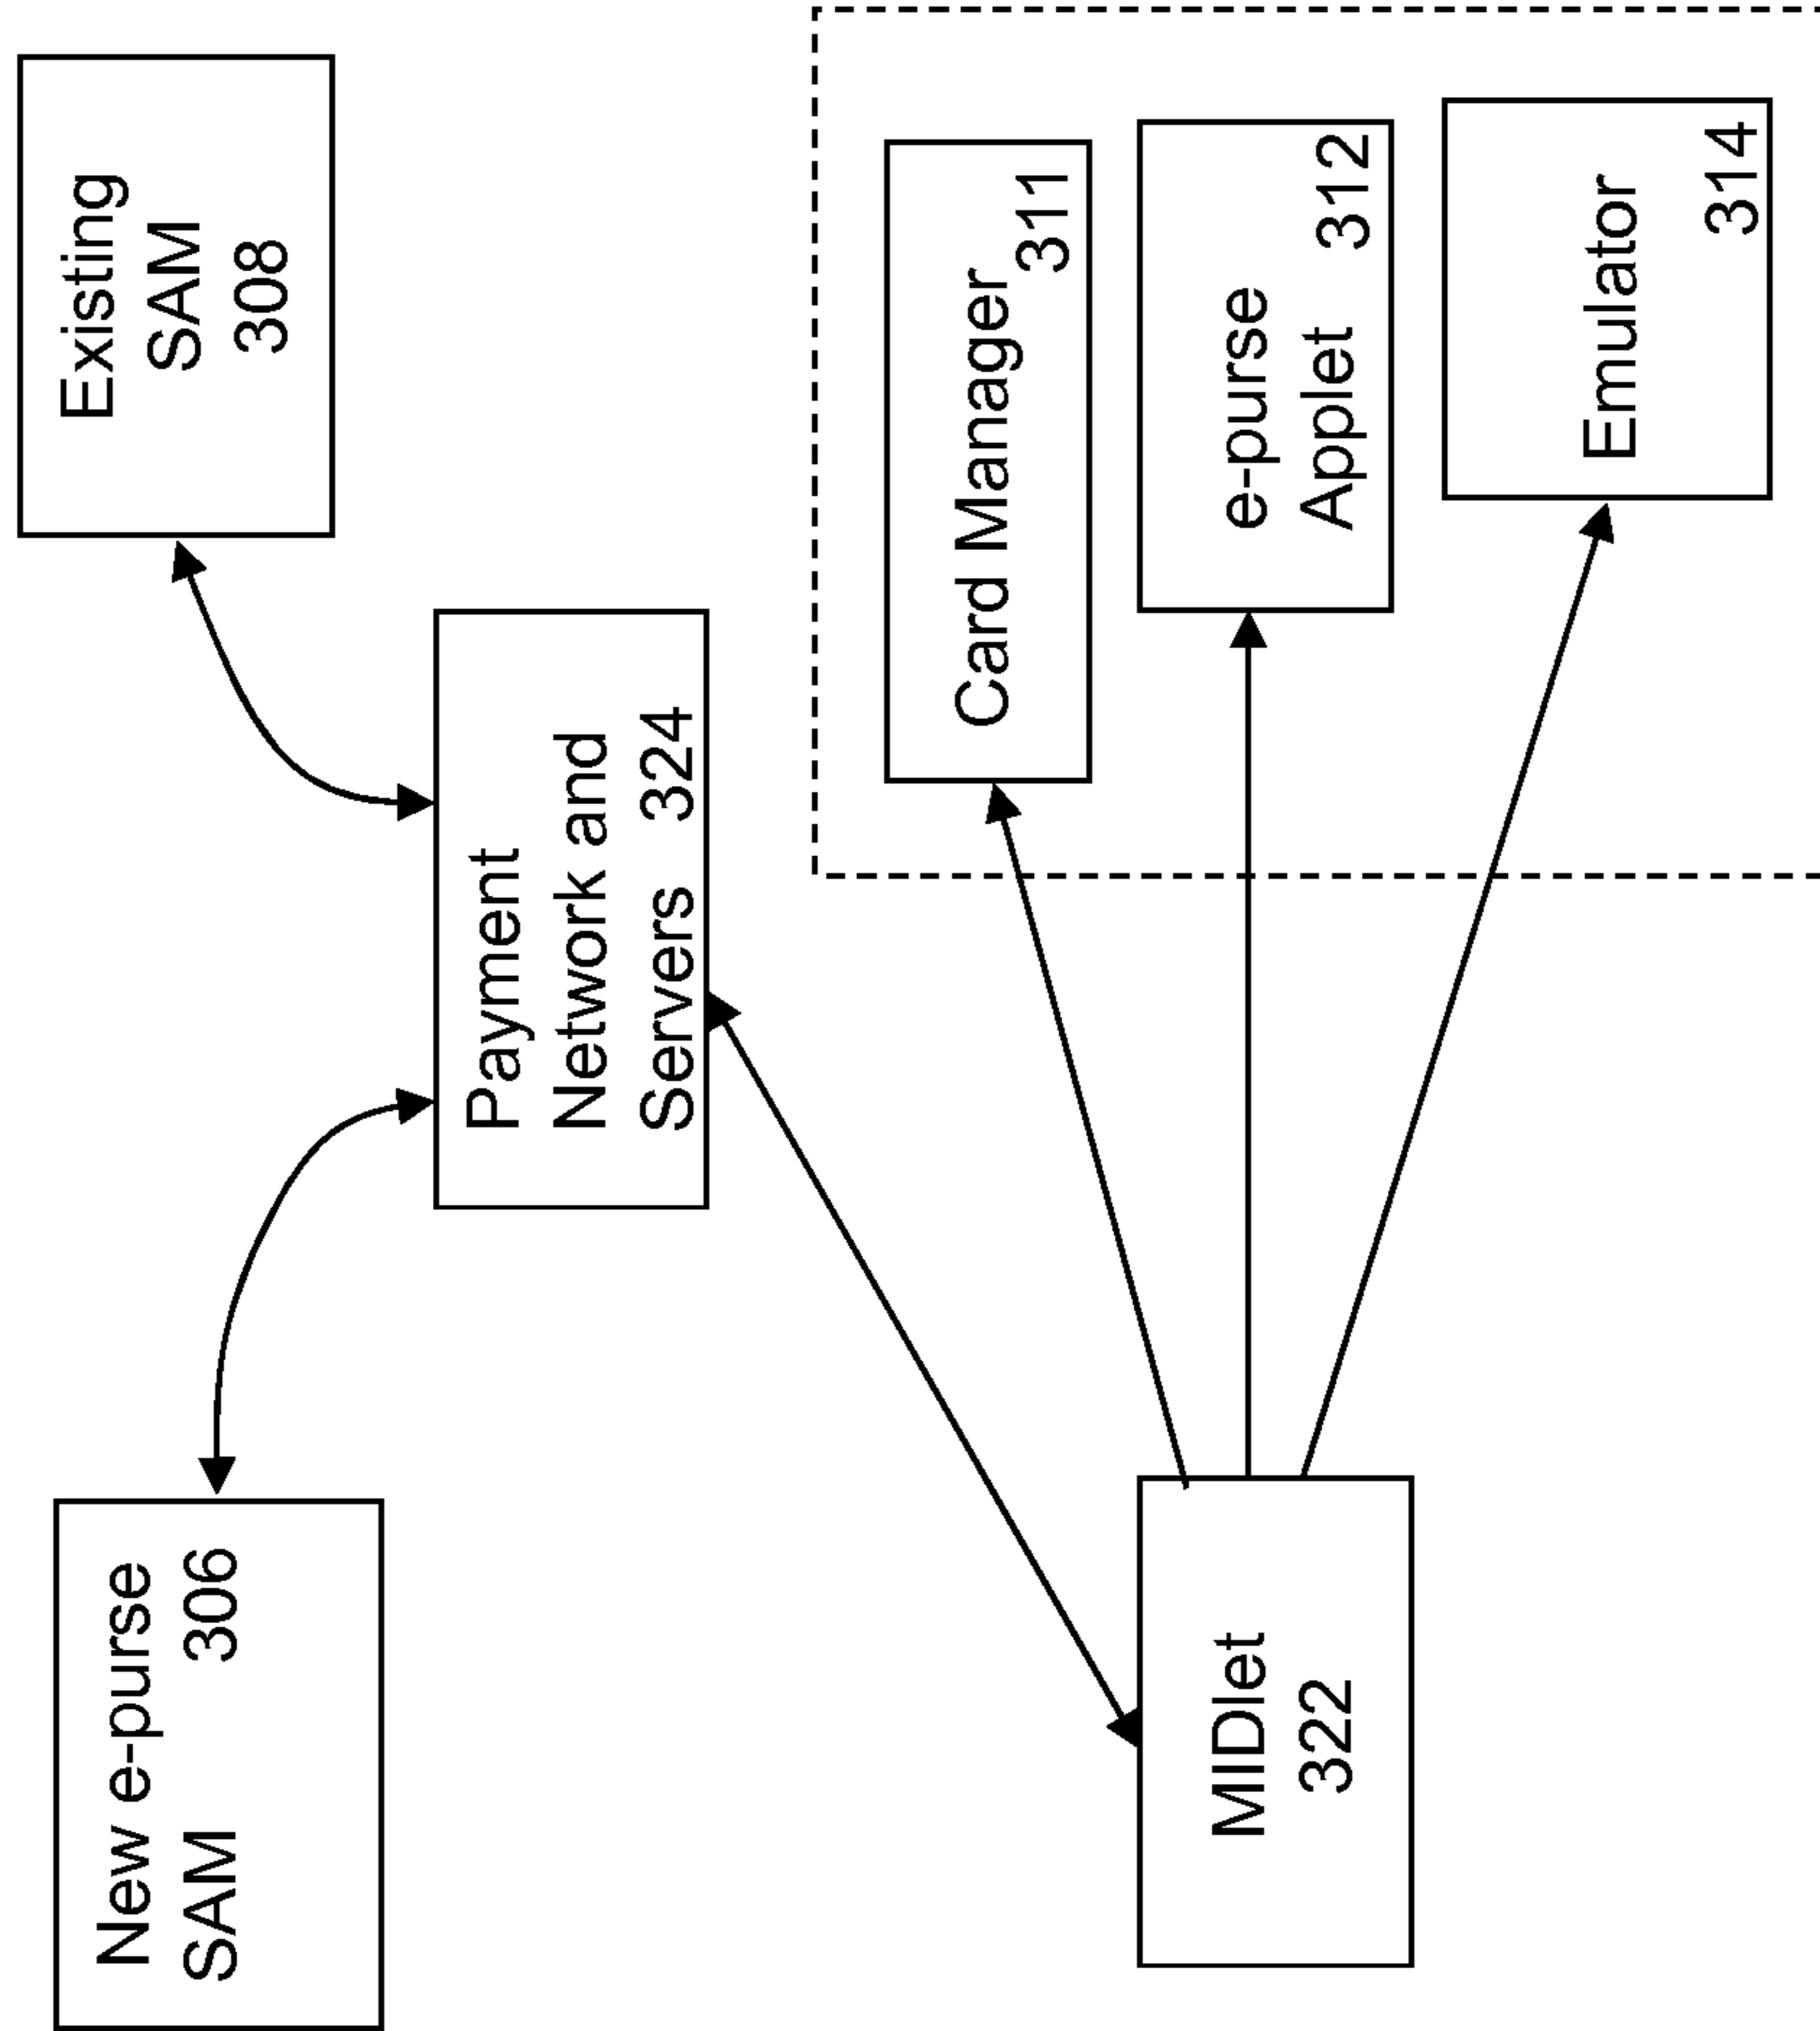 New e-purse
SAM 306
Existing
SAM
308
Payment
Network and
Servers 324
Card Manager
311
e-purse
Applet 312
MIDlet
322
Emulator
314